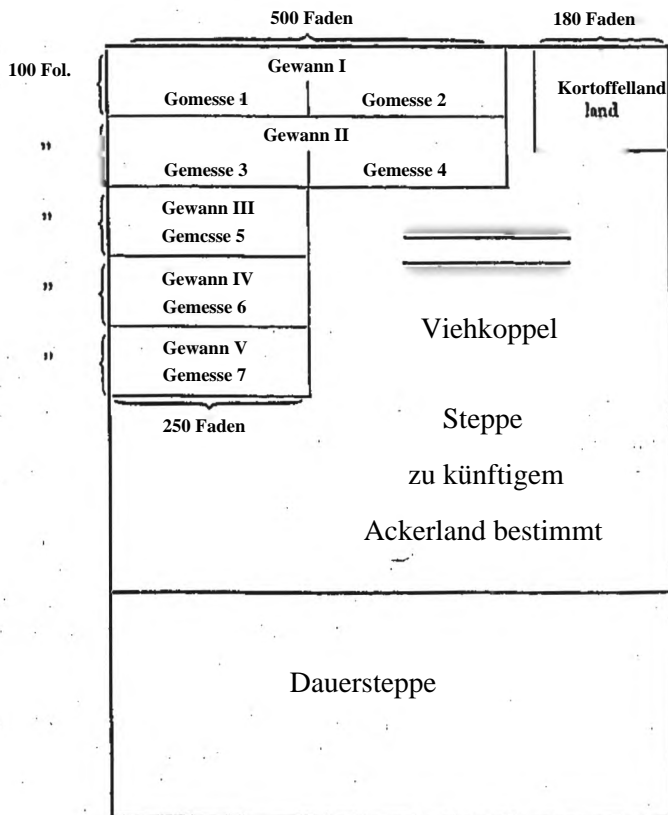 500 Faden 180 Faden
100 Fol. Gewann I
Gomesse 1 Gomesse 2 Kortoffelland
land
" Gewann II
Gemesse 3 Gemesse 4
" Gewann III
Gemcsse 5
" Gewann IV
Gemesse 6
Viehkoppel
" Gewann V
Gemesse 7
250 Faden
Steppe
zu künftigem
Ackerland bestimmt
Dauersteppe